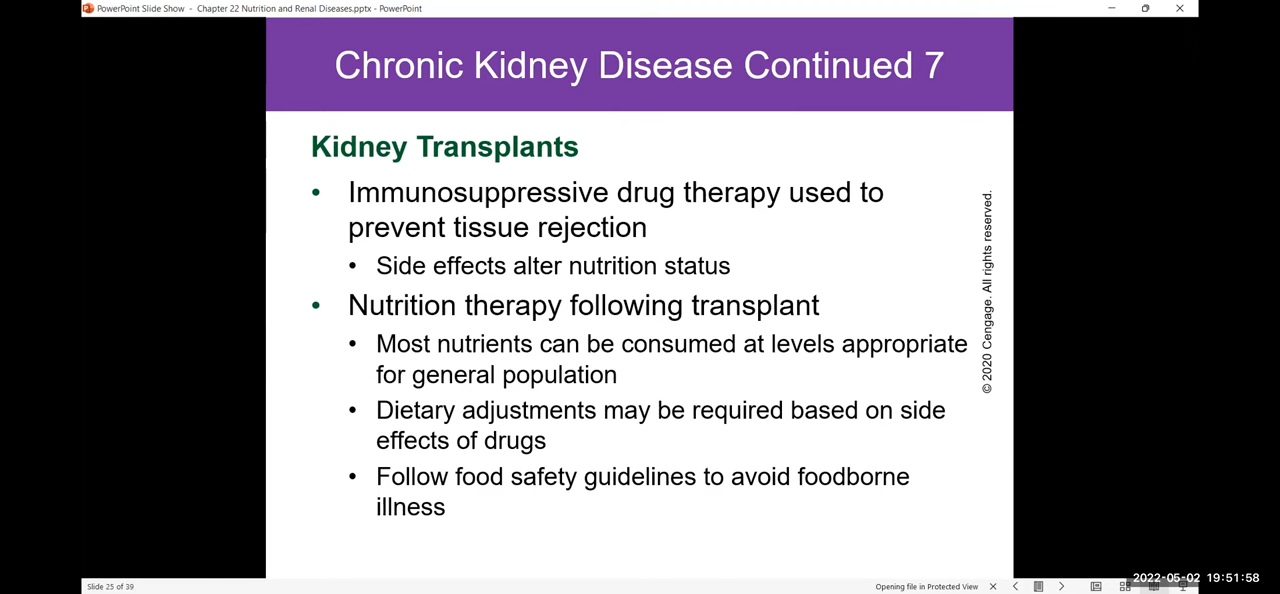 PowerPoint Slide Show - Chapter 22 Nutrition and Renal Diseases.pptx - PowerPoint
Chronic Kidney Disease Continued 7
Kidney Transplants
• Immunosuppressive drug therapy used to
prevent tissue rejection
• Side effects alter nutrition status
• Nutrition therapy following transplant
• Most nutrients can be consumed at levels appropriate
for general population
• Dietary adjustments may be required based on side
effects of drugs
• Follow food safety guidelines to avoid foodborne
illness
© 2020 Cengage. All rights reserved.
Slide 25 of 39
Opening file in Protected View
2022-05-02 19:51:58